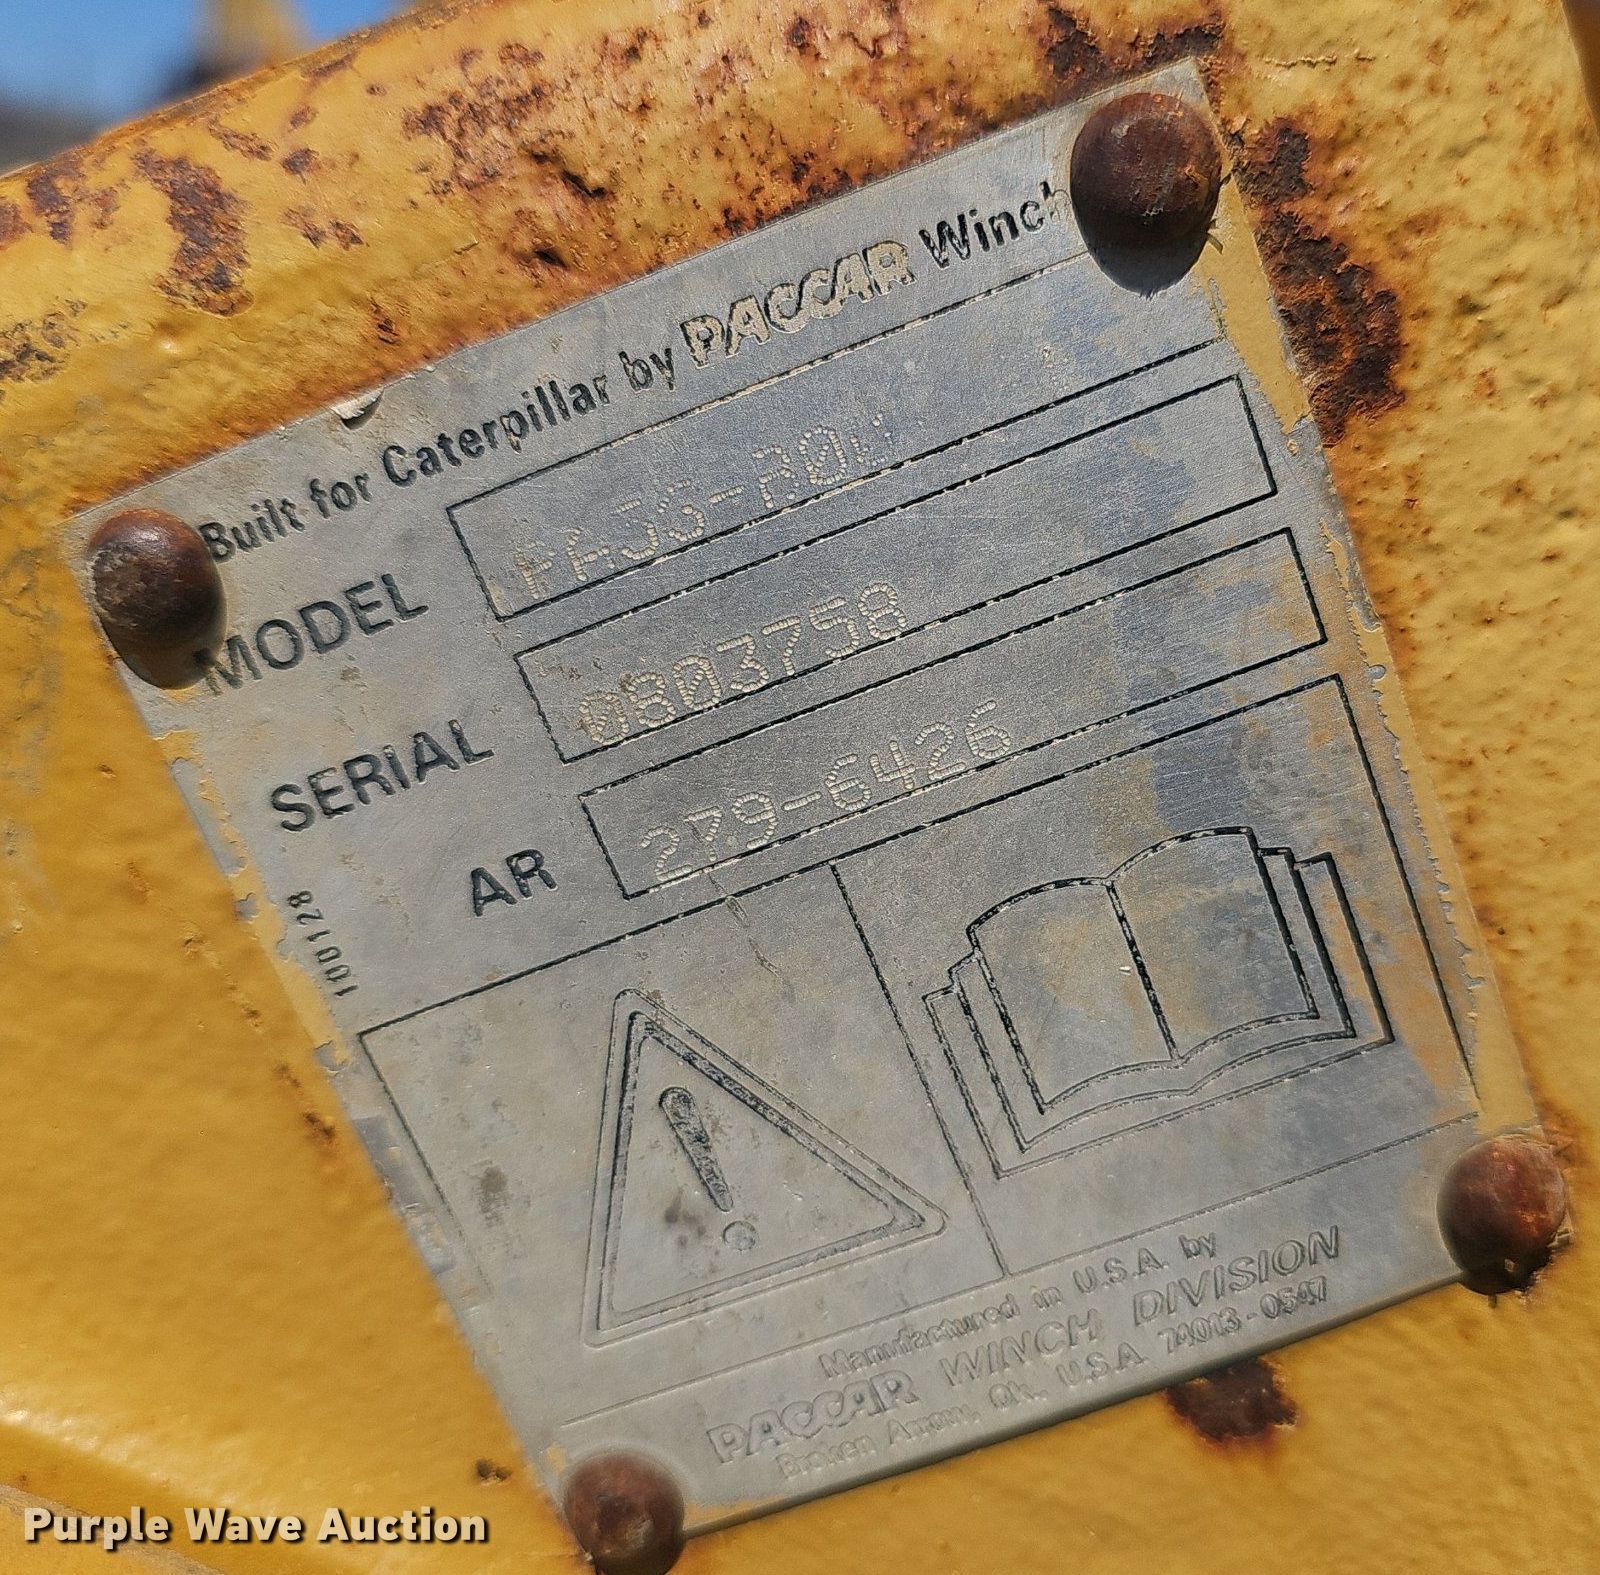 Built for Caterpillar by PACCAR Winch
MODEL
SERIAL 0803758
AR 279-6426
100128
Manufactured in U.S.A. by
PACCAR WINCH DIVISION
Broken Arrow, Ok. U.S.A. 74013-0547
Purple Wave Auction